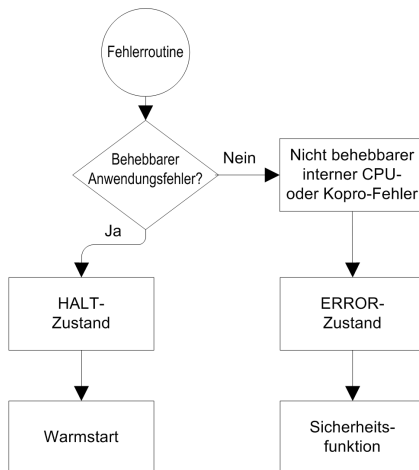 Fehlerroutine
Behebbarer
Anwendungsfehler?
Nein
Nicht behebbarer
interner CPU-
oder Kopro-Fehler
Ja
HALT-
Zustand
ERROR-
Zustand
Warmstart
Sicherheits-
funktion